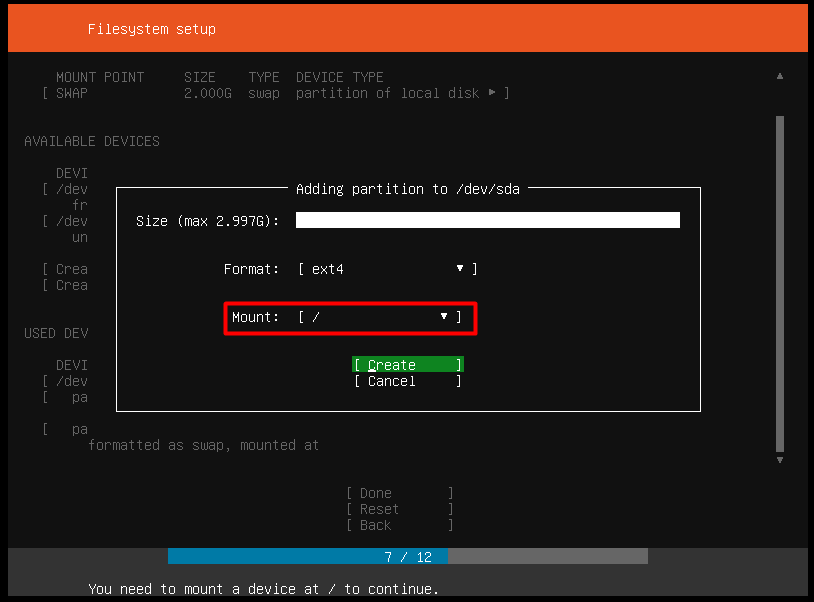 Filesystem setup
MOUNT POINT SIZE TYPE DEVICE TYPE
[ SWAP 2.000G swap partition of local disk ▸ ]
AVAILABLE DEVICES
DEVI
[ /dev
fr
[ /dev
un
[ Crea
[ Crea
Adding partition to /dev/sda
Size (max 2.997G):
Format: [ ext4 ▾ ]
Mount: [ / ▾ ]
[ Create ]
[ Cancel ]
USED DEV
DEVI
[ /dev
[ pa
[ pa
formatted as swap, mounted at
[ Done ]
[ Reset ]
[ Back ]
7 / 12
You need to mount a device at / to continue.